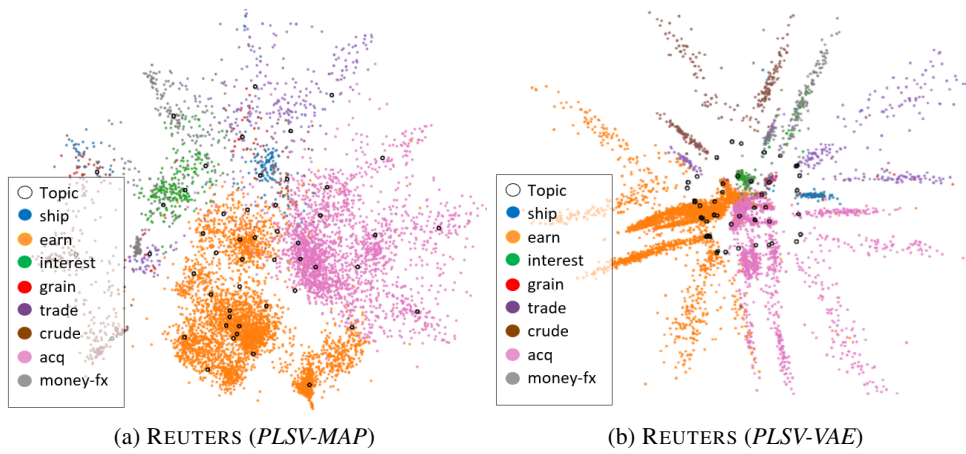 Topic
ship
earn
interest
grain
trade
crude
acq
money-fx
Topic
ship
earn
interest
grain
trade
crude
acq
money-fx
(a) REUTERS (PLSV-MAP)
(b) REUTERS (PLSV-VAE)